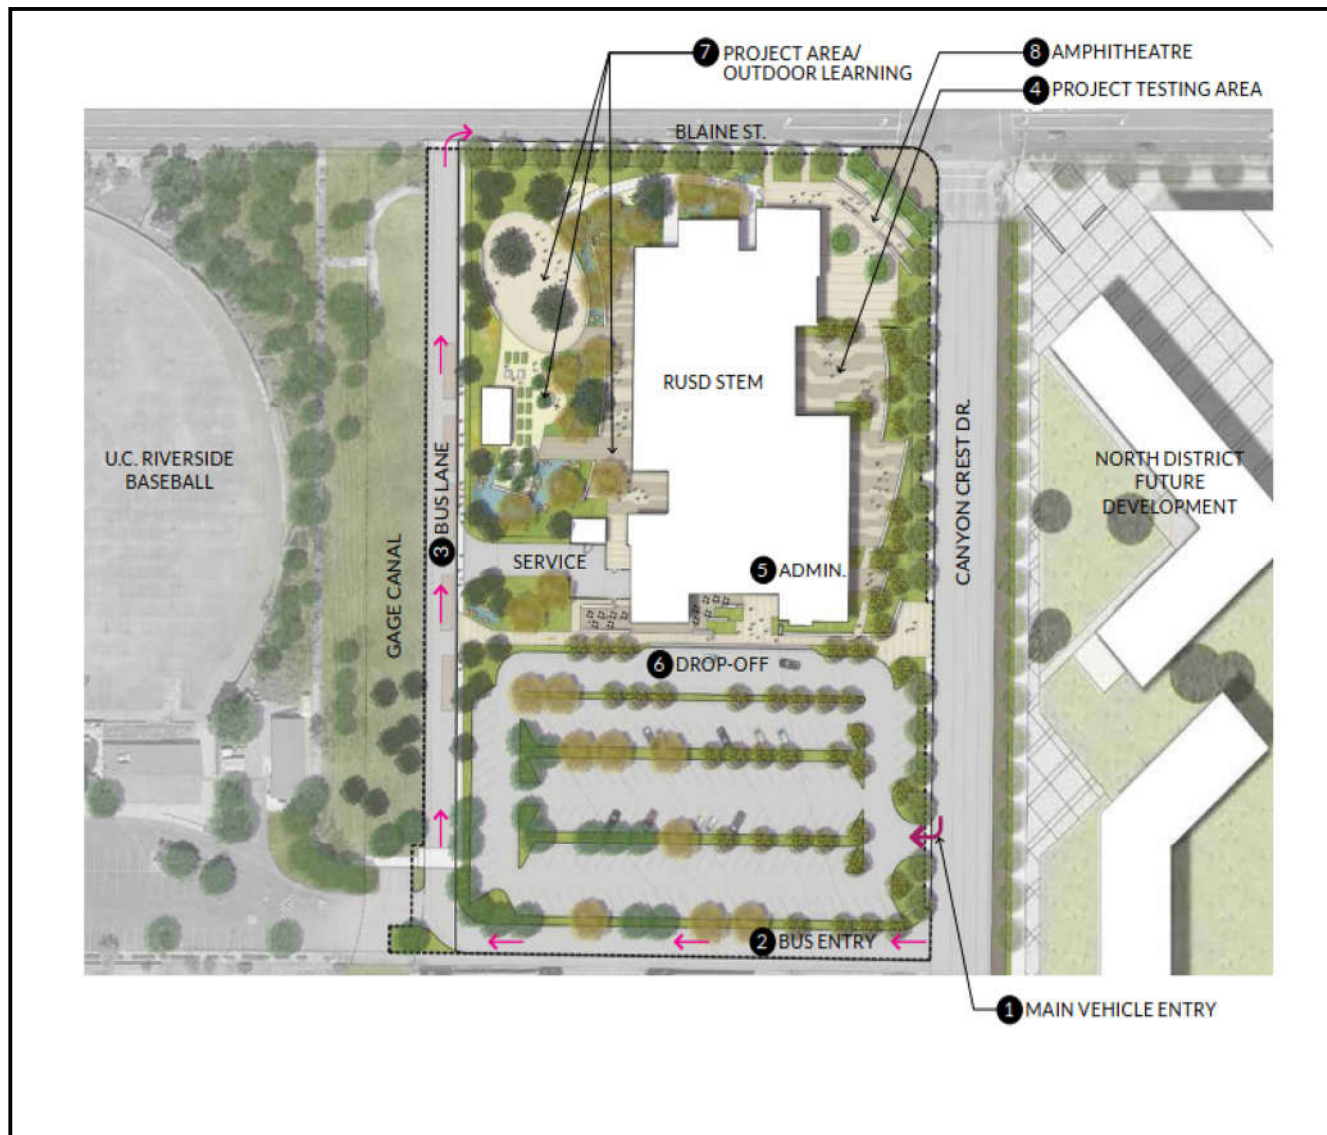 7 PROJECT AREA/
OUTDOOR LEARNING
8 AMPHITHEATRE
4 PROJECT TESTING AREA
BLAINE ST.
RUSD STEM
U.C. RIVERSIDE
BASEBALL
GAGE CANAL
3 BUS LANE
CANYON CREST DR.
NORTH DISTRICT
FUTURE
DEVELOPMENT
SERVICE
5 ADMIN.
6 DROP-OFF
2 BUS ENTRY
1 MAIN VEHICLE ENTRY